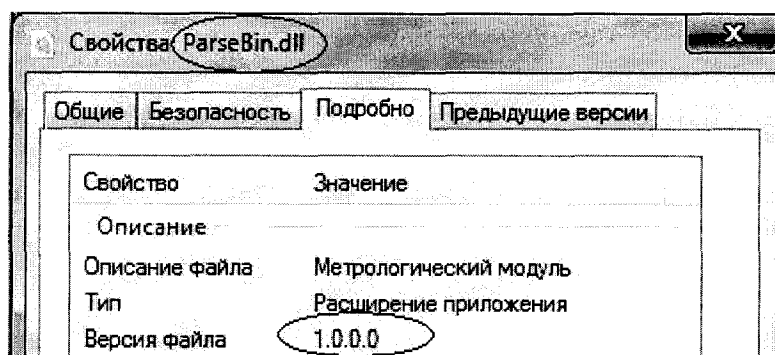 Свойства: ParseBin.dll
Общие Безопасность Подробно Предыдущие версии
Свойство Значение
Описание
Описание файла Метрологический модуль
Тип Расширение приложения
Версия файла 1.0.0.0